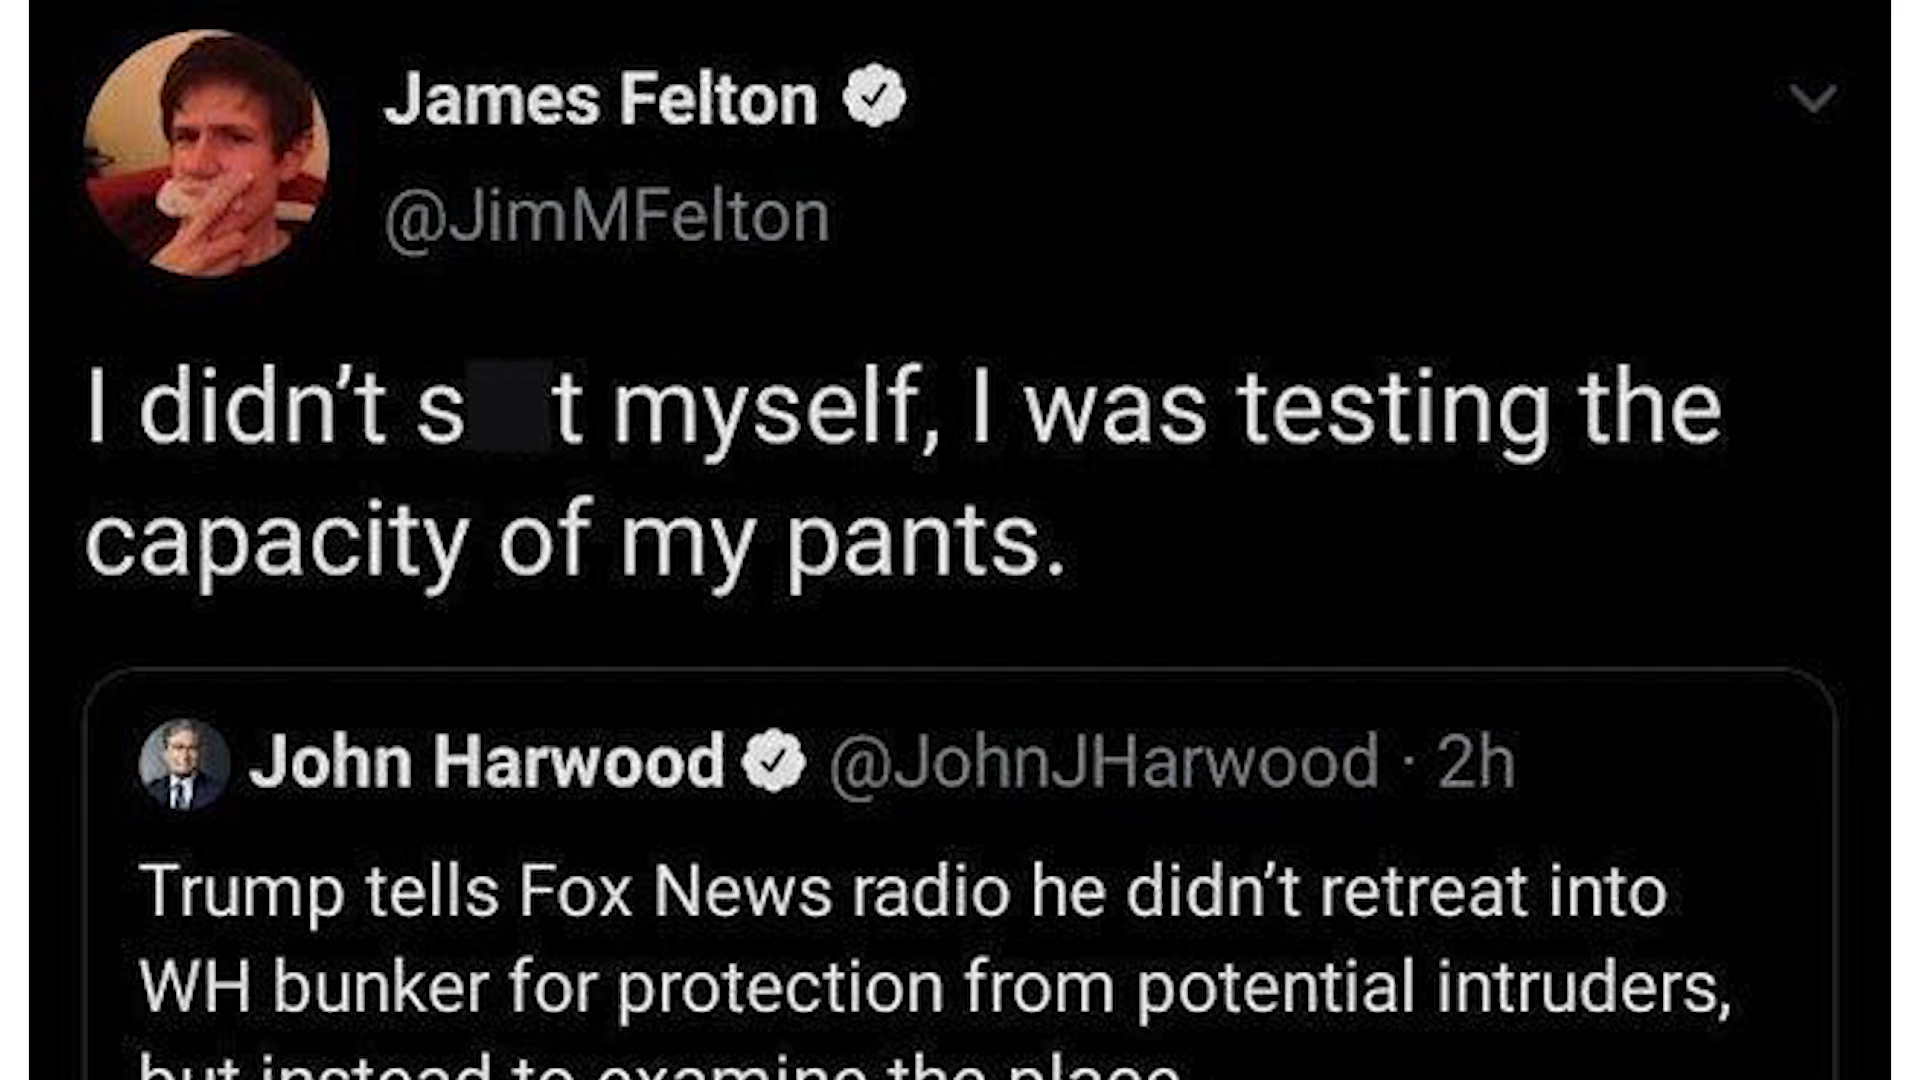 James Felton
@JimMFelton
I didn’t s t myself, I was testing the
capacity of my pants.
John Harwood @JohnJHarwood · 2h
Trump tells Fox News radio he didn’t retreat into
WH bunker for protection from potential intruders,
but instead to examine the place